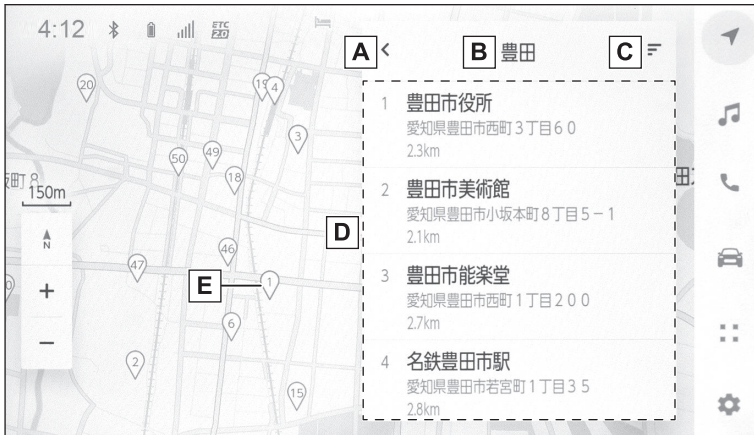 4:12 ETC 2.0
A B 豊田 C
20
19 4
3
50 49
18
町8
150m
N
46
47
E 1
6
2
15
0
+
−
D
1 豊田市役所
愛知県豊田市西町3丁目60
2.3km
2 豊田市美術館
愛知県豊田市小坂本町8丁目5−1
2.1km
3 豊田市能楽堂
愛知県豊田市西町1丁目200
2.7km
4 名鉄豊田市駅
愛知県豊田市若宮町1丁目35
2.8km
田